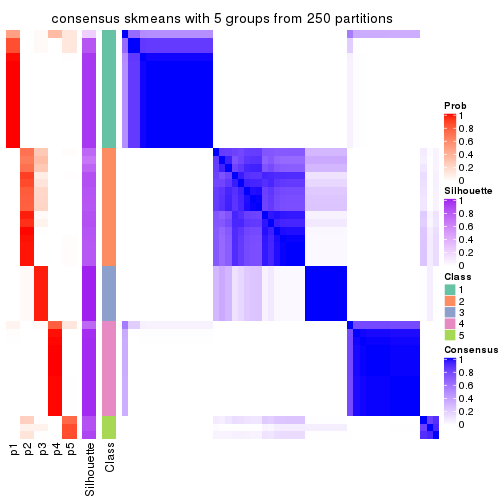 consensus skmeans with 5 groups from 250 partitions
Prob
1
0.8
0.6
0.4
0.2
0
Silhouette
1
0.8
0.6
0.4
0.2
0
Class
1
2
3
4
5
Consensus
1
0.8
0.6
0.4
0.2
0
p1
p2
p3
p4
p5
Silhouette
Class